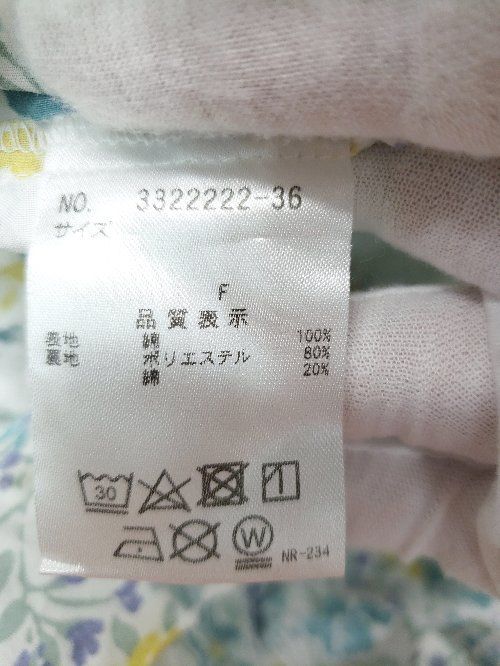 NO. 3322222-36
サイズ
F
品質表示
表地 綿 100%
裏地 ポリエステル 80%
綿 20%
30
W NR-234